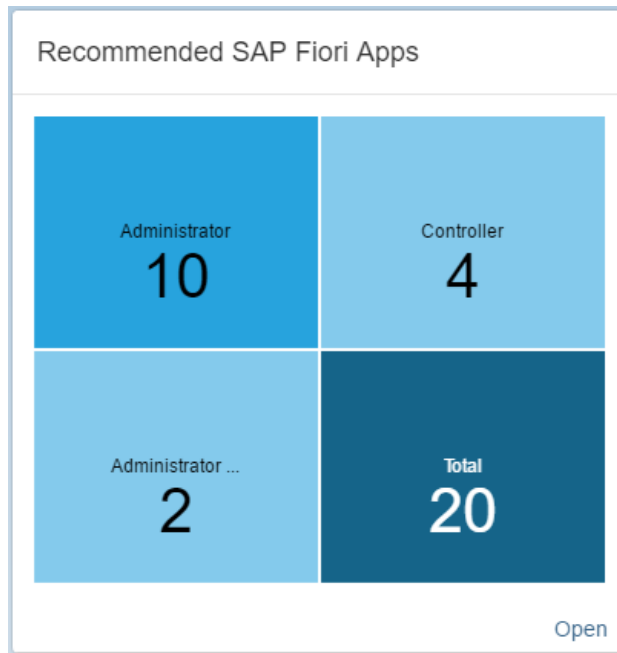 Recommended SAP Fiori Apps
Administrator
10
Controller
4
Administrator ...
2
Total
20
Open